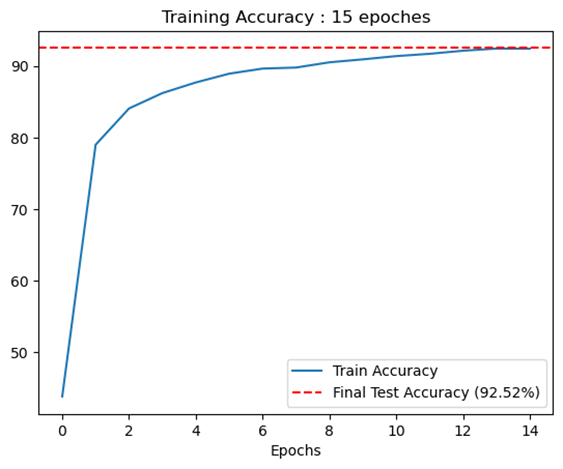 Training Accuracy : 15 epoches
90
80
70
60
50
Train Accuracy
Final Test Accuracy (92.52%)
0 2 4 6 8 10 12 14
Epochs